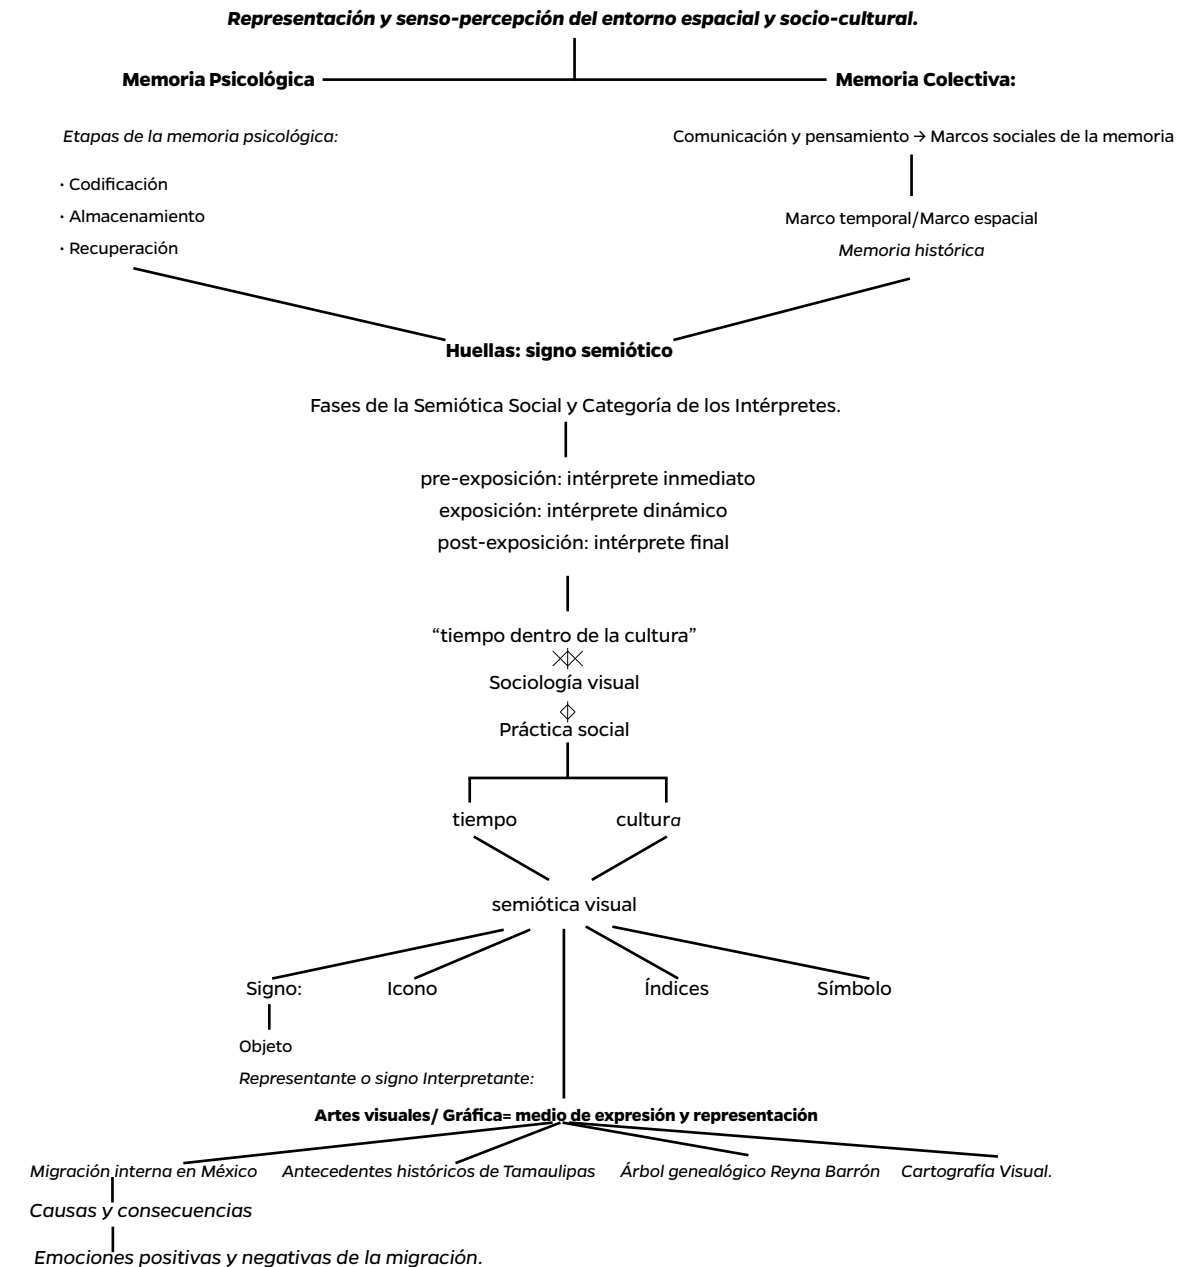 Representación y senso-percepción del entorno espacial y socio-cultural.
Memoria Psicológica
Memoria Colectiva:
Etapas de la memoria psicológica:
· Codificación
· Almacenamiento
· Recuperación
Comunicación y pensamiento → Marcos sociales de la memoria
Marco temporal/Marco espacial
Memoria histórica
Huellas: signo semiótico
Fases de la Semiótica Social y Categoría de los Intérpretes.
pre-exposición: intérprete inmediato
exposición: intérprete dinámico
post-exposición: intérprete final
“tiempo dentro de la cultura”
Sociología visual
Práctica social
tiempo
cultura
semiótica visual
Signo:
Icono
Índices
Símbolo
Objeto
Representante o signo Interpretante:
Artes visuales/ Gráfica= medio de expresión y representación
Migración interna en México
Antecedentes históricos de Tamaulipas
Árbol genealógico Reyna Barrón
Cartografía Visual.
Causas y consecuencias
Emociones positivas y negativas de la migración.